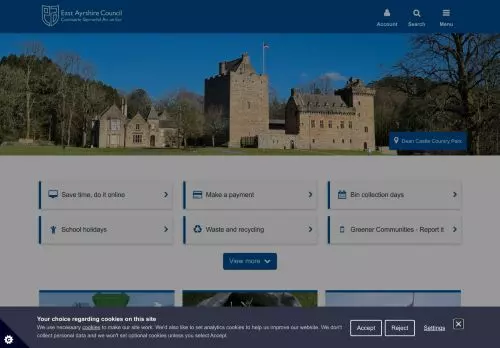 East Ayrshire Council
Comhairle Siorrachd Àir an Ear
Account
Search
Menu
Dean Castle Country Park
Save time, do it online
Make a payment
Bin collection days
School holidays
Waste and recycling
Greener Communities - Report it
View more
Your choice regarding cookies on this site
We use necessary cookies to make our site work. We'd also like to set analytics cookies to help us improve our website. We don't
collect personal data and we won't set optional cookies unless you select Accept.
Accept
Reject
Settings